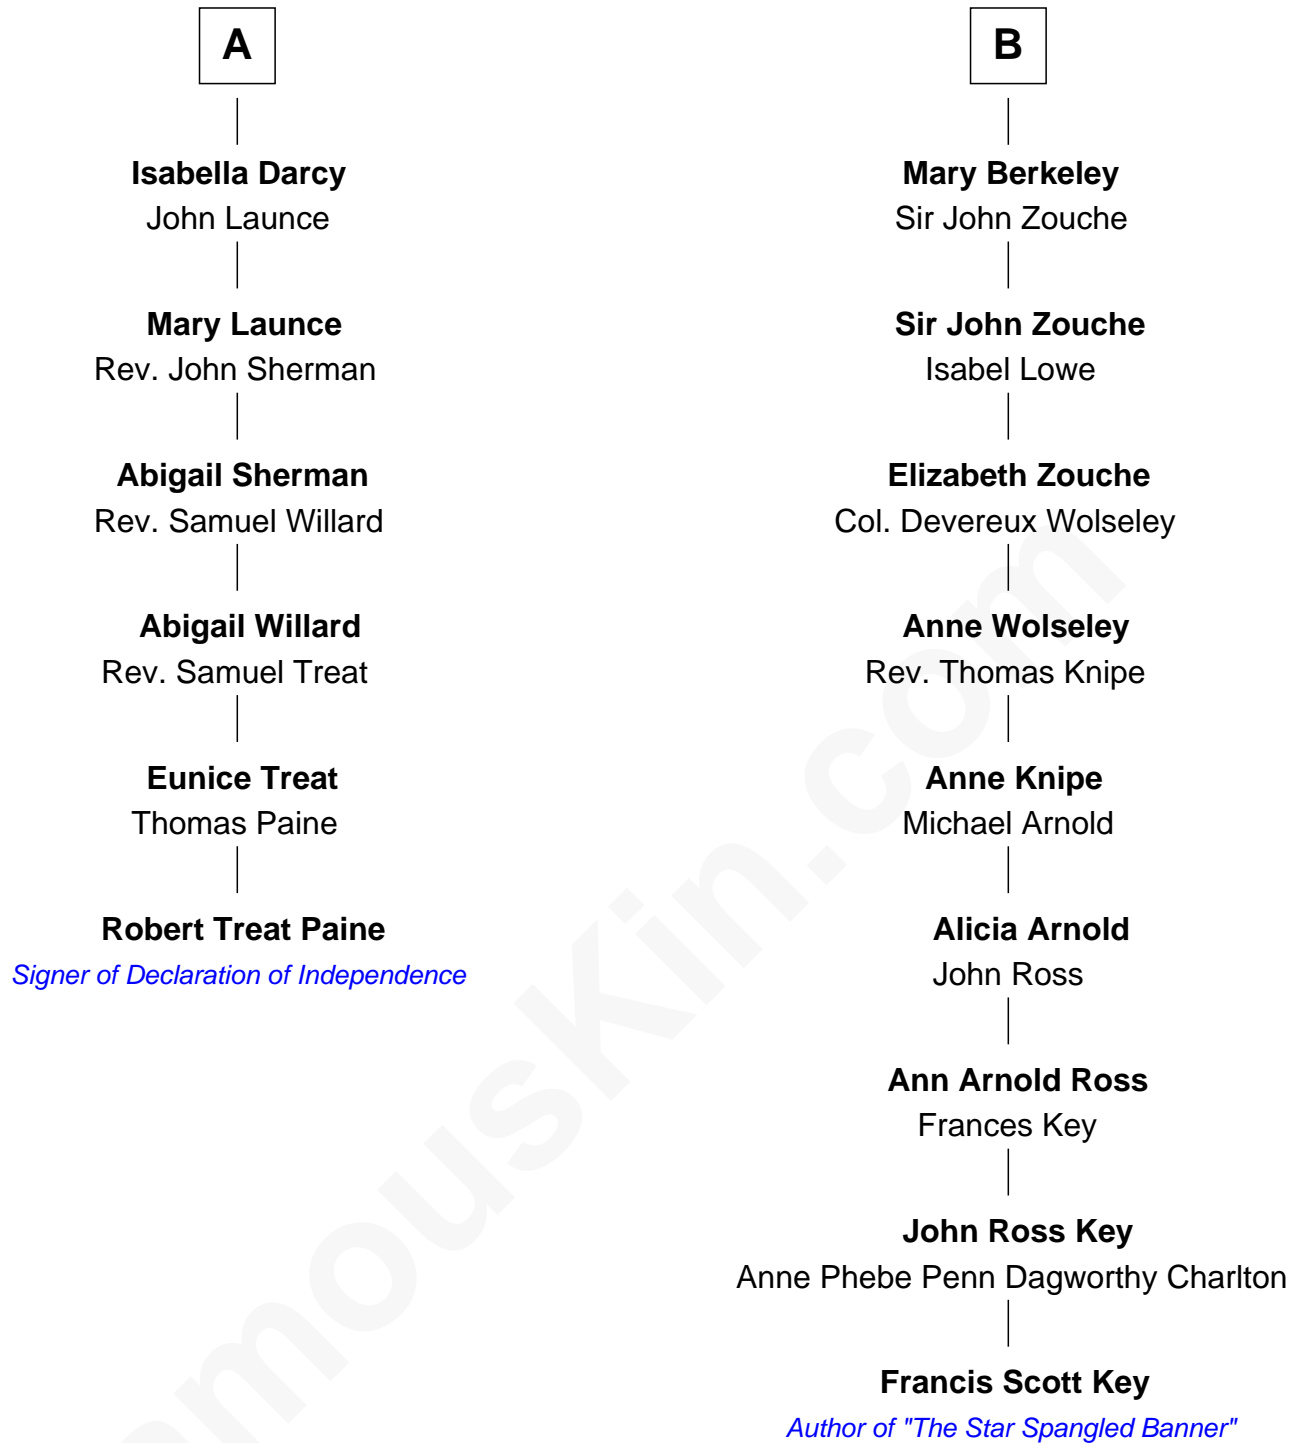 A
Isabella Darcy
John Launce
Mary Launce
Rev. John Sherman
Abigail Sherman
Rev. Samuel Willard
Abigail Willard
Rev. Samuel Treat
Eunice Treat
Thomas Paine
Robert Treat Paine
Signer of Declaration of Independence
B
Mary Berkeley
Sir John Zouche
Sir John Zouche
Isabel Lowe
Elizabeth Zouche
Col. Devereux Wolseley
Anne Wolseley
Rev. Thomas Knipe
Anne Knipe
Michael Arnold
Alicia Arnold
John Ross
Ann Arnold Ross
Frances Key
John Ross Key
Anne Phebe Penn Dagworthy Charlton
Francis Scott Key
Author of "The Star Spangled Banner"
amouskin.com